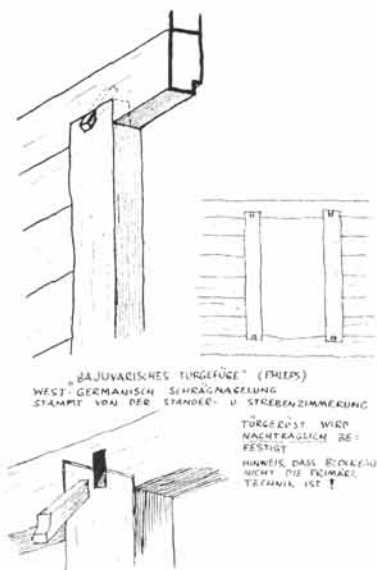 "BAJUVARISCHES TÜRGEFÜGE" (PHLEPS)
WEST-GERMANISCH SCHRÄGNAGELUNG
STAMMT VON DER STÄNDER- U STREBENZIMMERUNG
TÜRGERÜST WIRD
NACHTRÄGLICH BE=
FESTIGT
HINWEIS, DASS BLOCKBAU
NICHT DIE PRIMÄRE
TECHNIK IST !